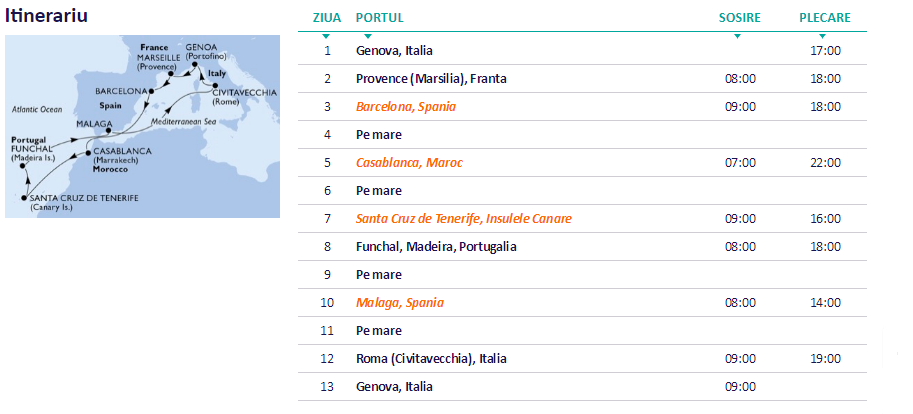 Itinerariu
France
MARSEILLE
(Provence)
GENOA
(Portofino)
Italy
BARCELONA
CIVITAVECCHIA
(Rome)
Atlantic Ocean
Spain
MALAGA
Mediterranean Sea
Portugal
FUNCHAL
(Madeira Is.)
CASABLANCA
(Marrakech)
Morocco
SANTA CRUZ DE TENERIFE
(Canary Is.)
ZIUA PORTUL SOSIRE PLECARE
1 Genova, Italia 17:00
2 Provence (Marsilia), Franta 08:00 18:00
3 Barcelona, Spania 09:00 18:00
4 Pe mare
5 Casablanca, Maroc 07:00 22:00
6 Pe mare
7 Santa Cruz de Tenerife, Insulele Canare 09:00 16:00
8 Funchal, Madeira, Portugalia 08:00 18:00
9 Pe mare
10 Malaga, Spania 08:00 14:00
11 Pe mare
12 Roma (Civitavecchia), Italia 09:00 19:00
13 Genova, Italia 09:00